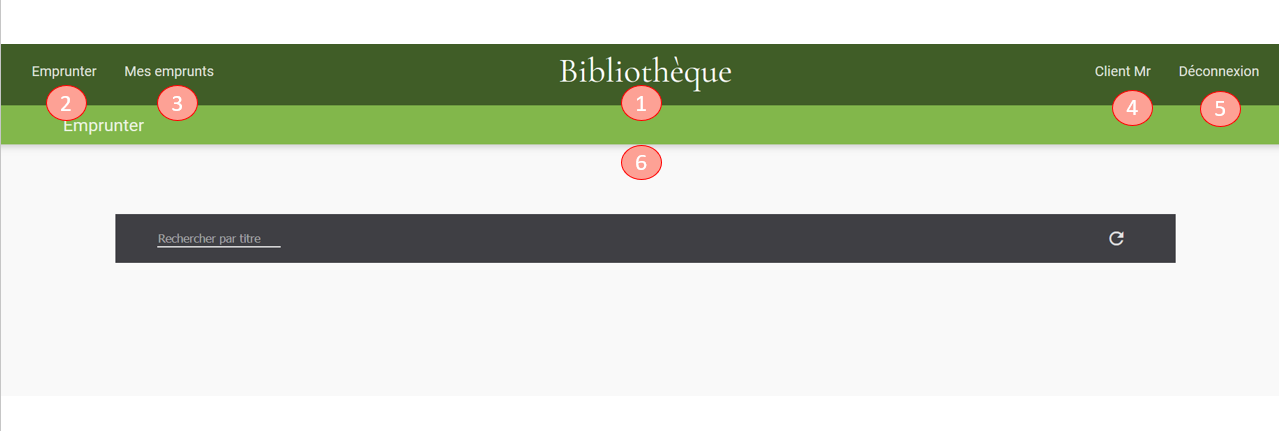 Emprunter Mes emprunts Bibliothèque Client Mr Déconnexion
2 3 1 4 5
Emprunter
6
Rechercher par titre